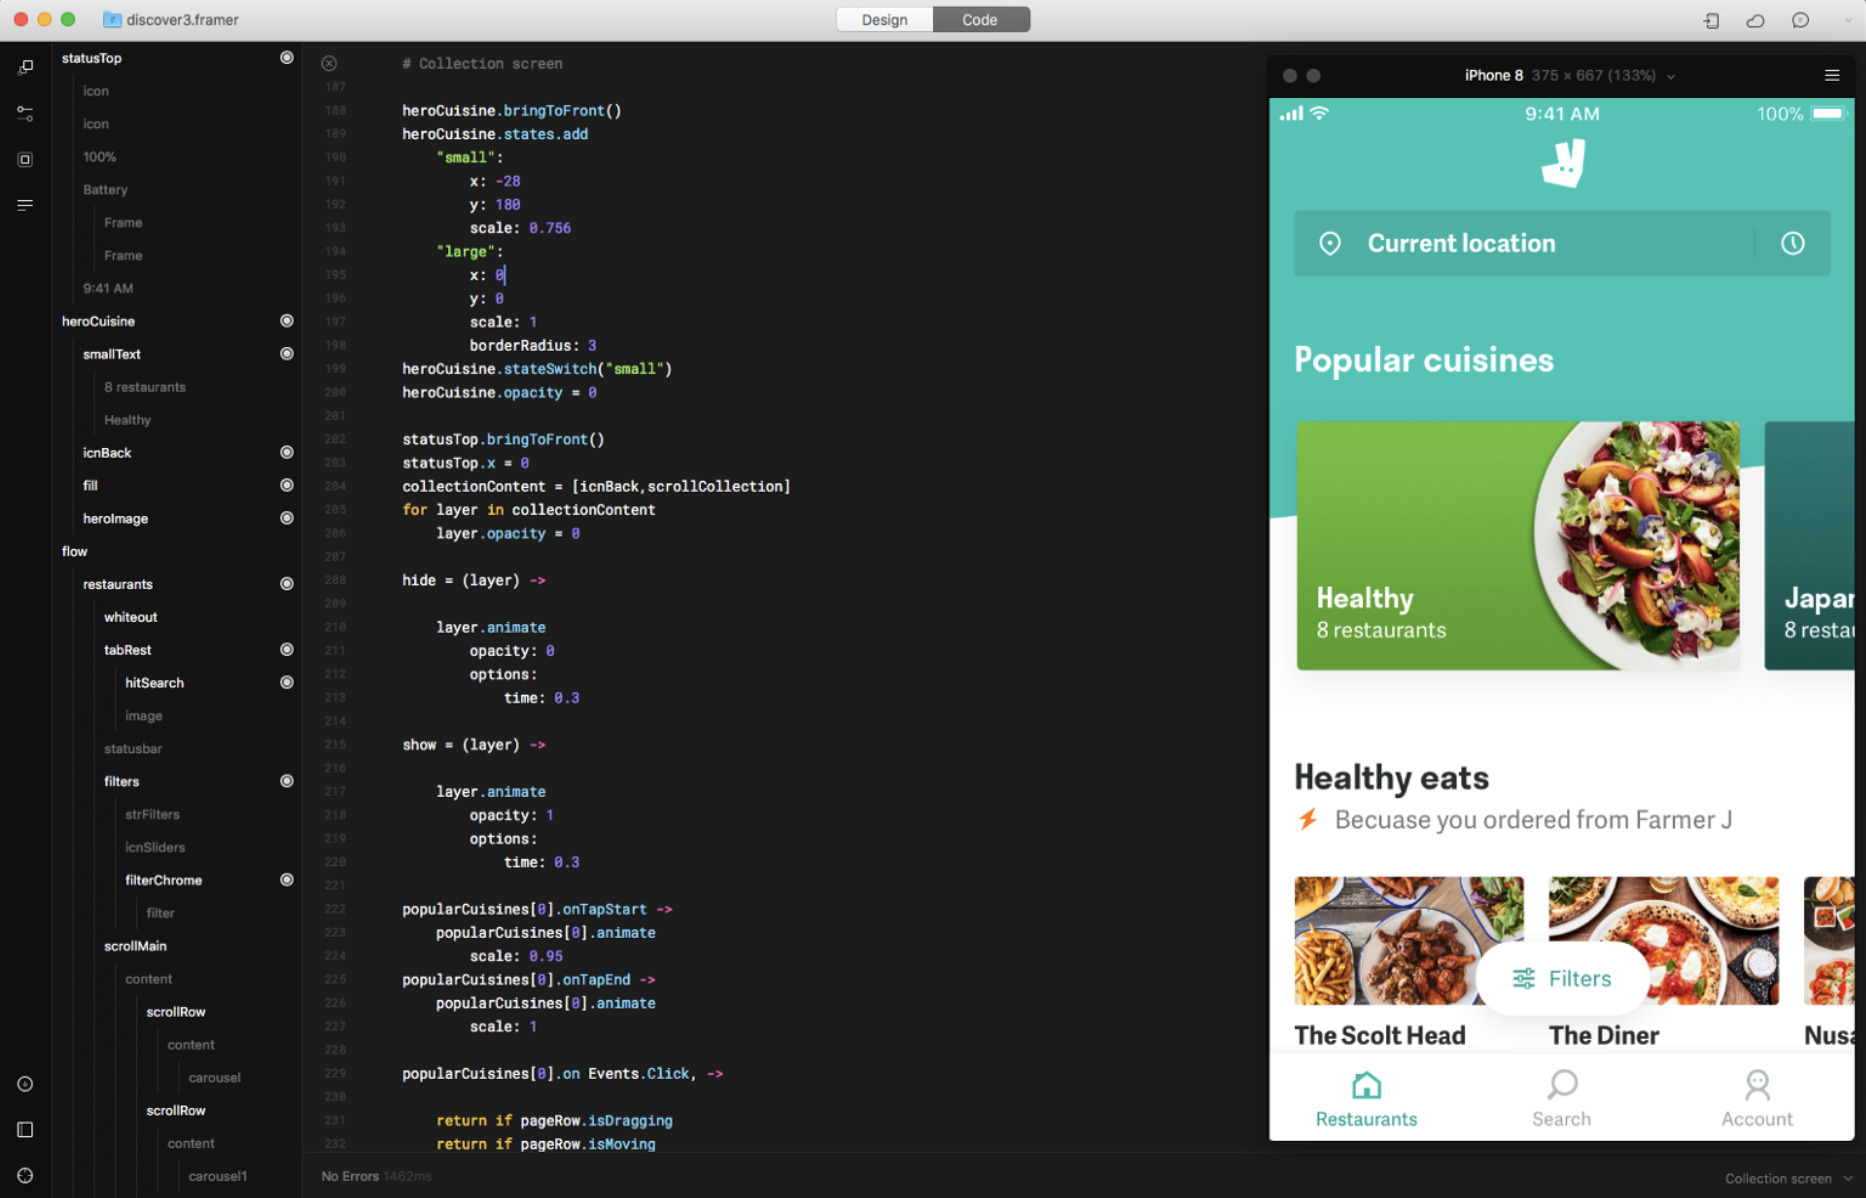 discover3.framer
Design
Code
statusTop
icon
icon
100%
Battery
Frame
Frame
9:41 AM
heroCuisine
smallText
8 restaurants
Healthy
icnBack
fill
heroImage
flow
restaurants
whiteout
tabRest
hitSearch
image
statusbar
filters
strFilters
icnSliders
filterChrome
filter
scrollMain
content
scrollRow
content
carousel
scrollRow
content
carousel1
# Collection screen
187
188 heroCuisine.bringToFront()
189 heroCuisine.states.add
190 "small":
191 x: -28
192 y: 180
193 scale: 0.756
194 "large":
195 x: 0
196 y: 0
197 scale: 1
198 borderRadius: 3
199 heroCuisine.stateSwitch("small")
200 heroCuisine.opacity = 0
201
202 statusTop.bringToFront()
203 statusTop.x = 0
204 collectionContent = [icnBack,scrollCollection]
205 for layer in collectionContent
206 layer.opacity = 0
207
208 hide = (layer) ->
209
210 layer.animate
211 opacity: 0
212 options:
213 time: 0.3
214
215 show = (layer) ->
216
217 layer.animate
218 opacity: 1
219 options:
220 time: 0.3
221
222 popularCuisines[0].onTapStart ->
223 popularCuisines[0].animate
224 scale: 0.95
225 popularCuisines[0].onTapEnd ->
226 popularCuisines[0].animate
227 scale: 1
228
229 popularCuisines[0].on Events.Click, ->
230
231 return if pageRow.isDragging
232 return if pageRow.isMoving
No Errors 1462ms
Collection screen
iPhone 8 375 × 667 (133%)
9:41 AM
100%
Current location
Popular cuisines
Healthy
8 restaurants
Japan
8 restau
Healthy eats
Becuase you ordered from Farmer J
Filters
The Scolt Head
The Diner
Nusa
Restaurants
Search
Account